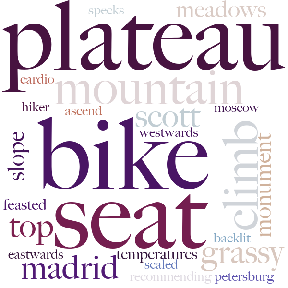 specks meadows
plateau
cardio mountain
hiker ascend scott moscow
westwards
slope bike climb monument
feasted seat
top backlit
eastwards temperatures grassy
madrid scaled
recommending petersburg